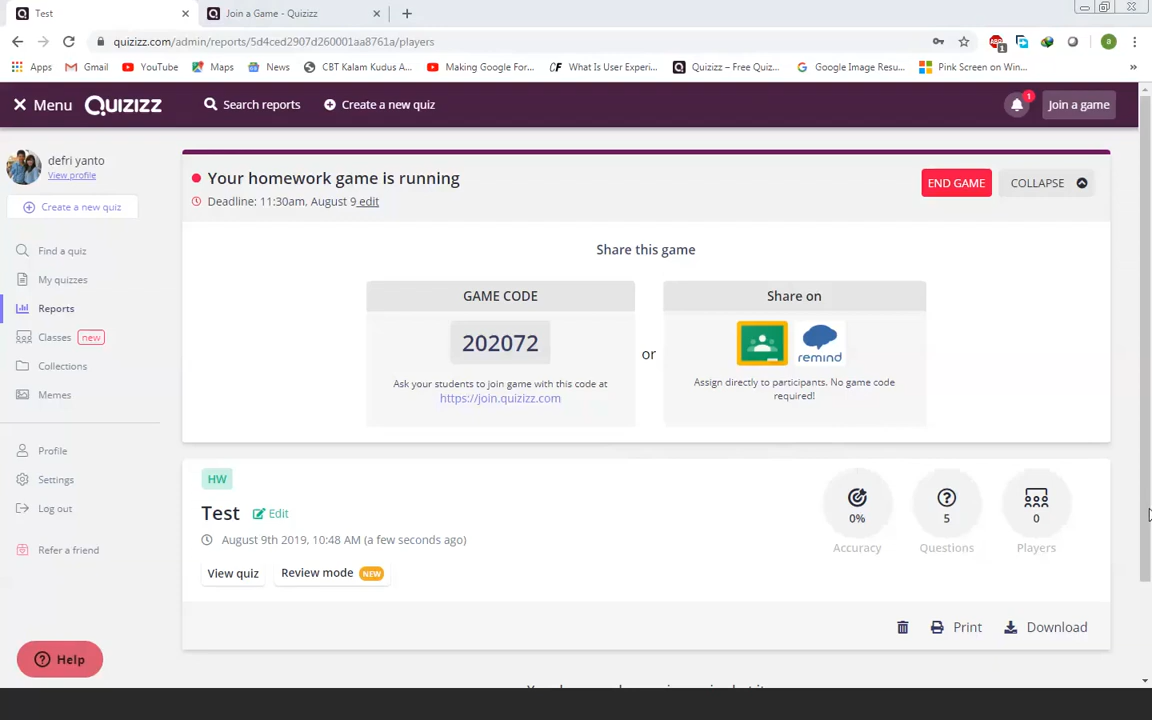 Test
Join a Game - Quizizz
quizizz.com/admin/reports/5d4ced2907d260001aa8761a/players
Apps
Gmail
YouTube
Maps
News
CBT Kalam Kudus A...
Making Google For...
What Is User Experi...
Quizizz – Free Quiz...
Google Image Resu...
Pink Screen on Win...
Menu
QUIZIZZ
Search reports
Create a new quiz
1
Join a game
defri yanto
View profile
Create a new quiz
Find a quiz
My quizzes
Reports
Classes new
Collections
Memes
Profile
Settings
Log out
Refer a friend
Help
Your homework game is running
Deadline: 11:30am, August 9 edit
END GAME
COLLAPSE
Share this game
GAME CODE
202072
Ask your students to join game with this code at
https://join.quizizz.com
or
Share on
remind
Assign directly to participants. No game code
required!
HW
Test Edit
August 9th 2019, 10:48 AM (a few seconds ago)
View quiz
Review mode NEW
0%
Accuracy
5
Questions
0
Players
Print
Download